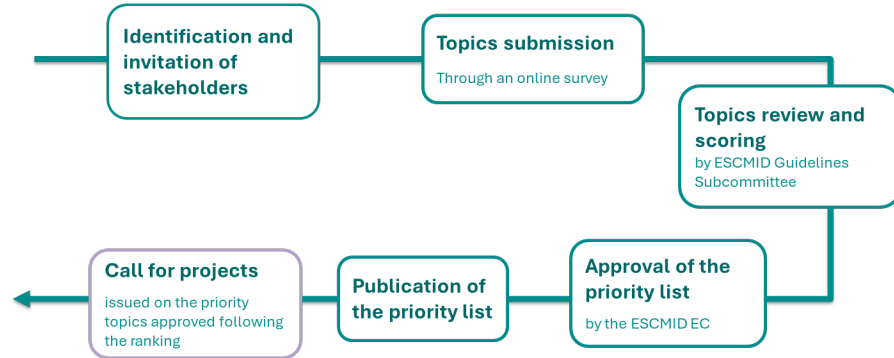 Identification and
invitation of
stakeholders
Topics submission
Through an online survey
Topics review and
scoring
by ESCMID Guidelines
Subcommittee
Approval of the
priority list
by the ESCMID EC
Publication of
the priority list
Call for projects
issued on the priority
topics approved following
the ranking